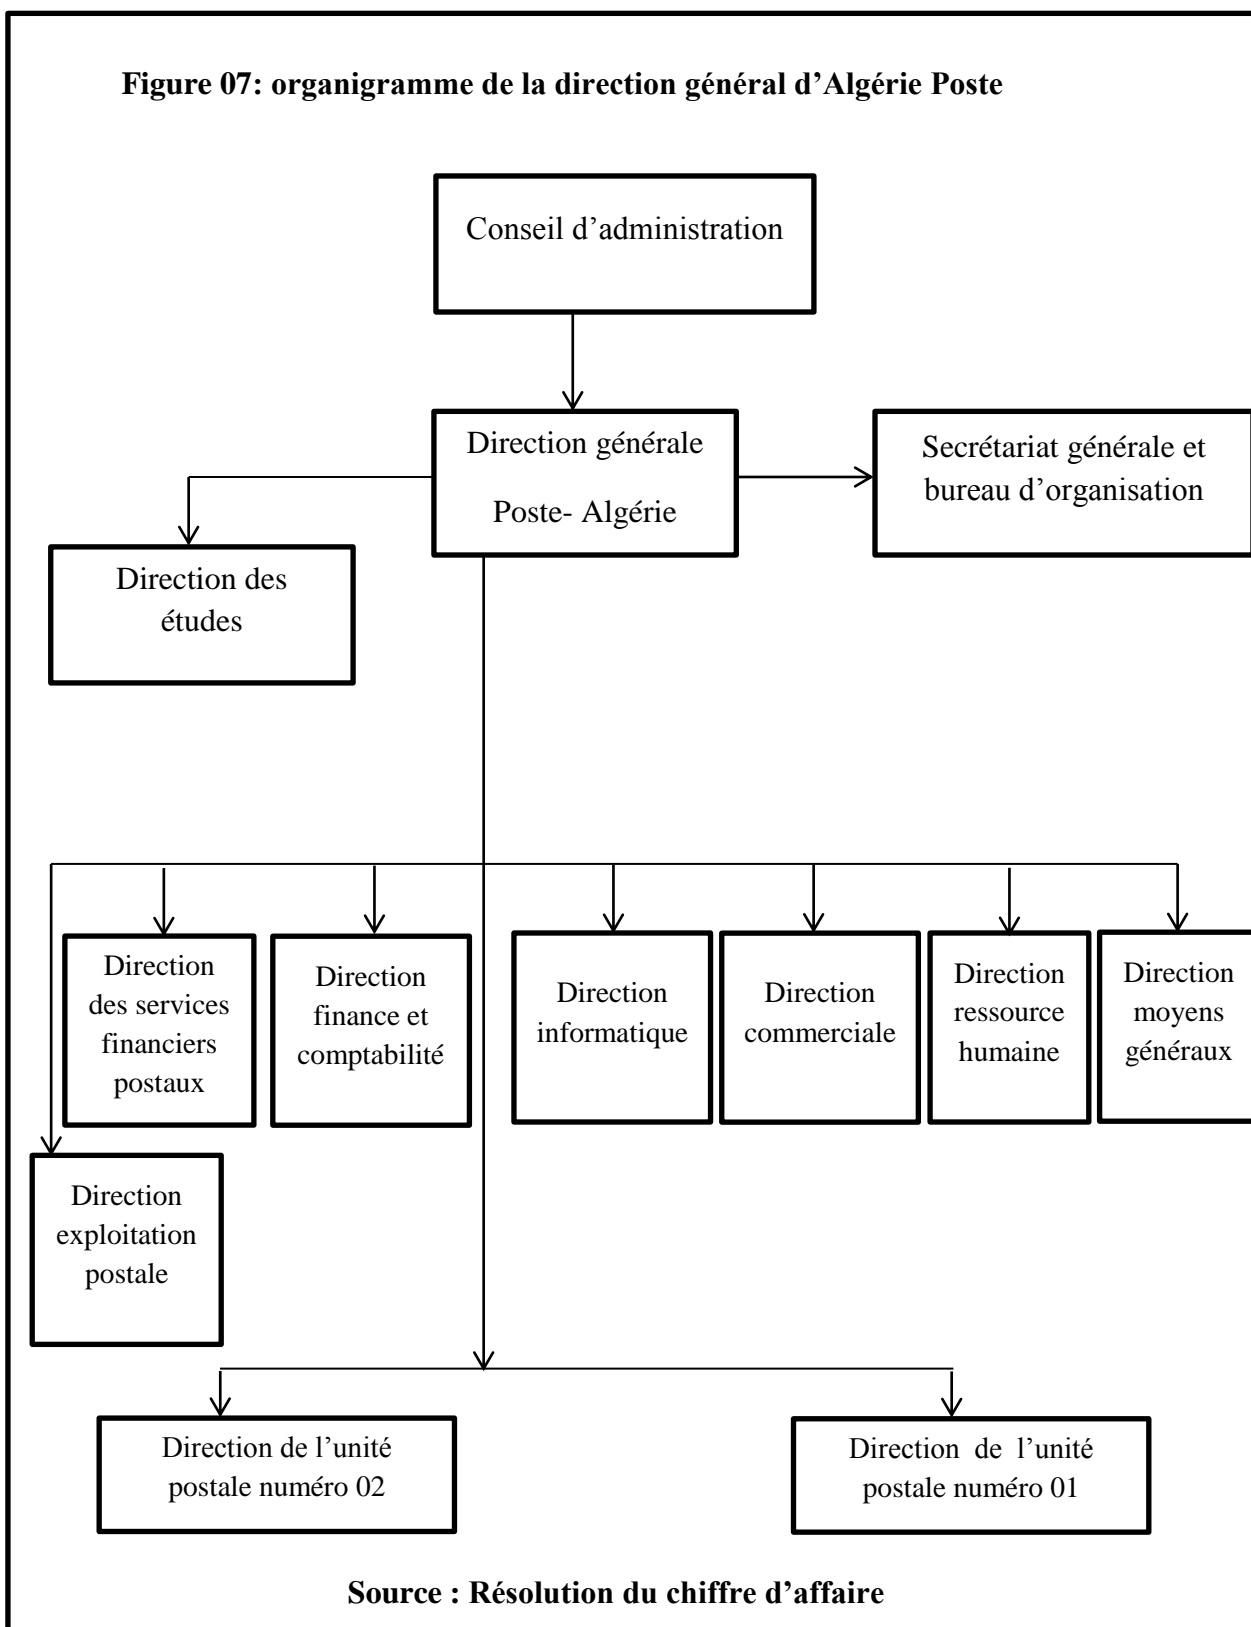 Figure 07: organigramme de la direction général d’Algérie Poste
Conseil d’administration
Direction générale
Poste- Algérie
Secrétariat générale et
bureau d’organisation
Direction des
études
Direction
des services
financiers
postaux
Direction
finance et
comptabilité
Direction
informatique
Direction
commerciale
Direction
ressource
humaine
Direction
moyens
généraux
Direction
exploitation
postale
Direction de l’unité
postale numéro 02
Direction de l’unité
postale numéro 01
Source : Résolution du chiffre d’affaire